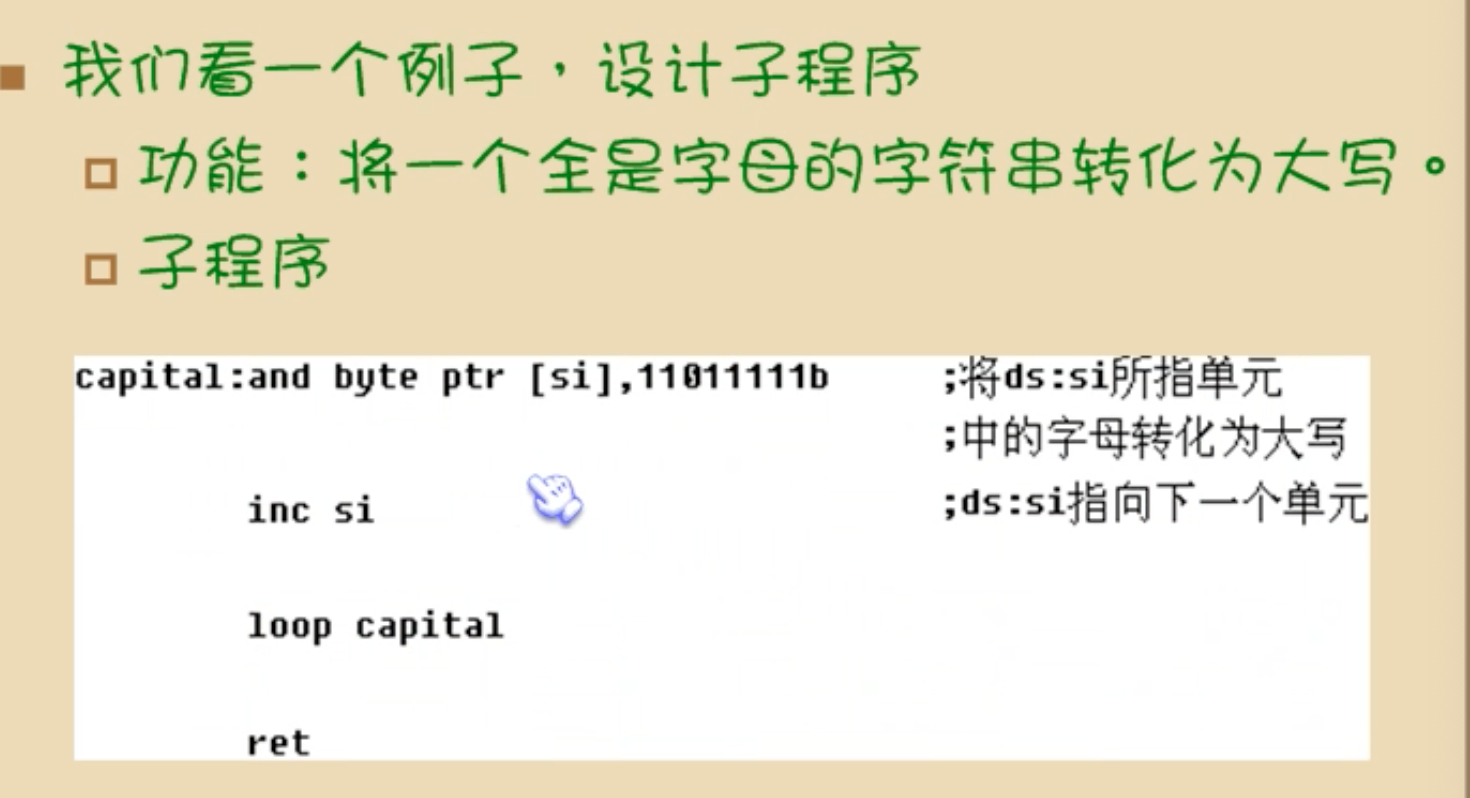 我们看一个例子，设计子程序
功能：将一个全是字母的字符串转化为大写。
子程序
capital:and byte ptr [si],11011111b ;将ds:si所指单元
;中的字母转化为大写
inc si ;ds:si指向下一个单元
loop capital
ret